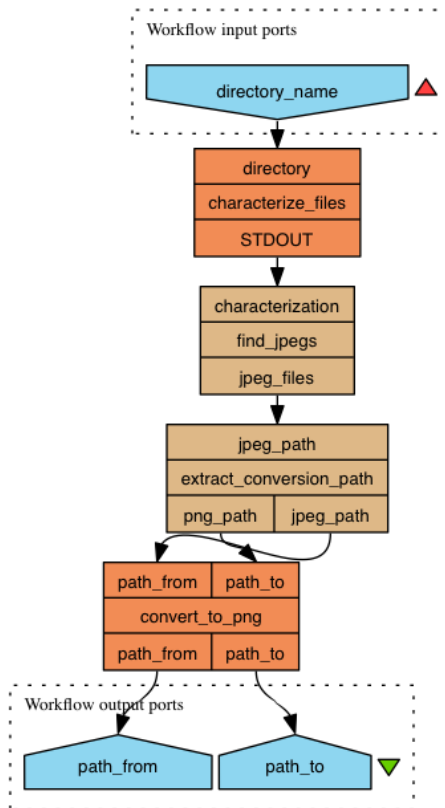 Workflow input ports
directory_name
directory
characterize_files
STDOUT
characterization
find_jpegs
jpeg_files
jpeg_path
extract_conversion_path
png_path jpeg_path
path_from path_to
convert_to_png
path_from path_to
Workflow output ports
path_from path_to